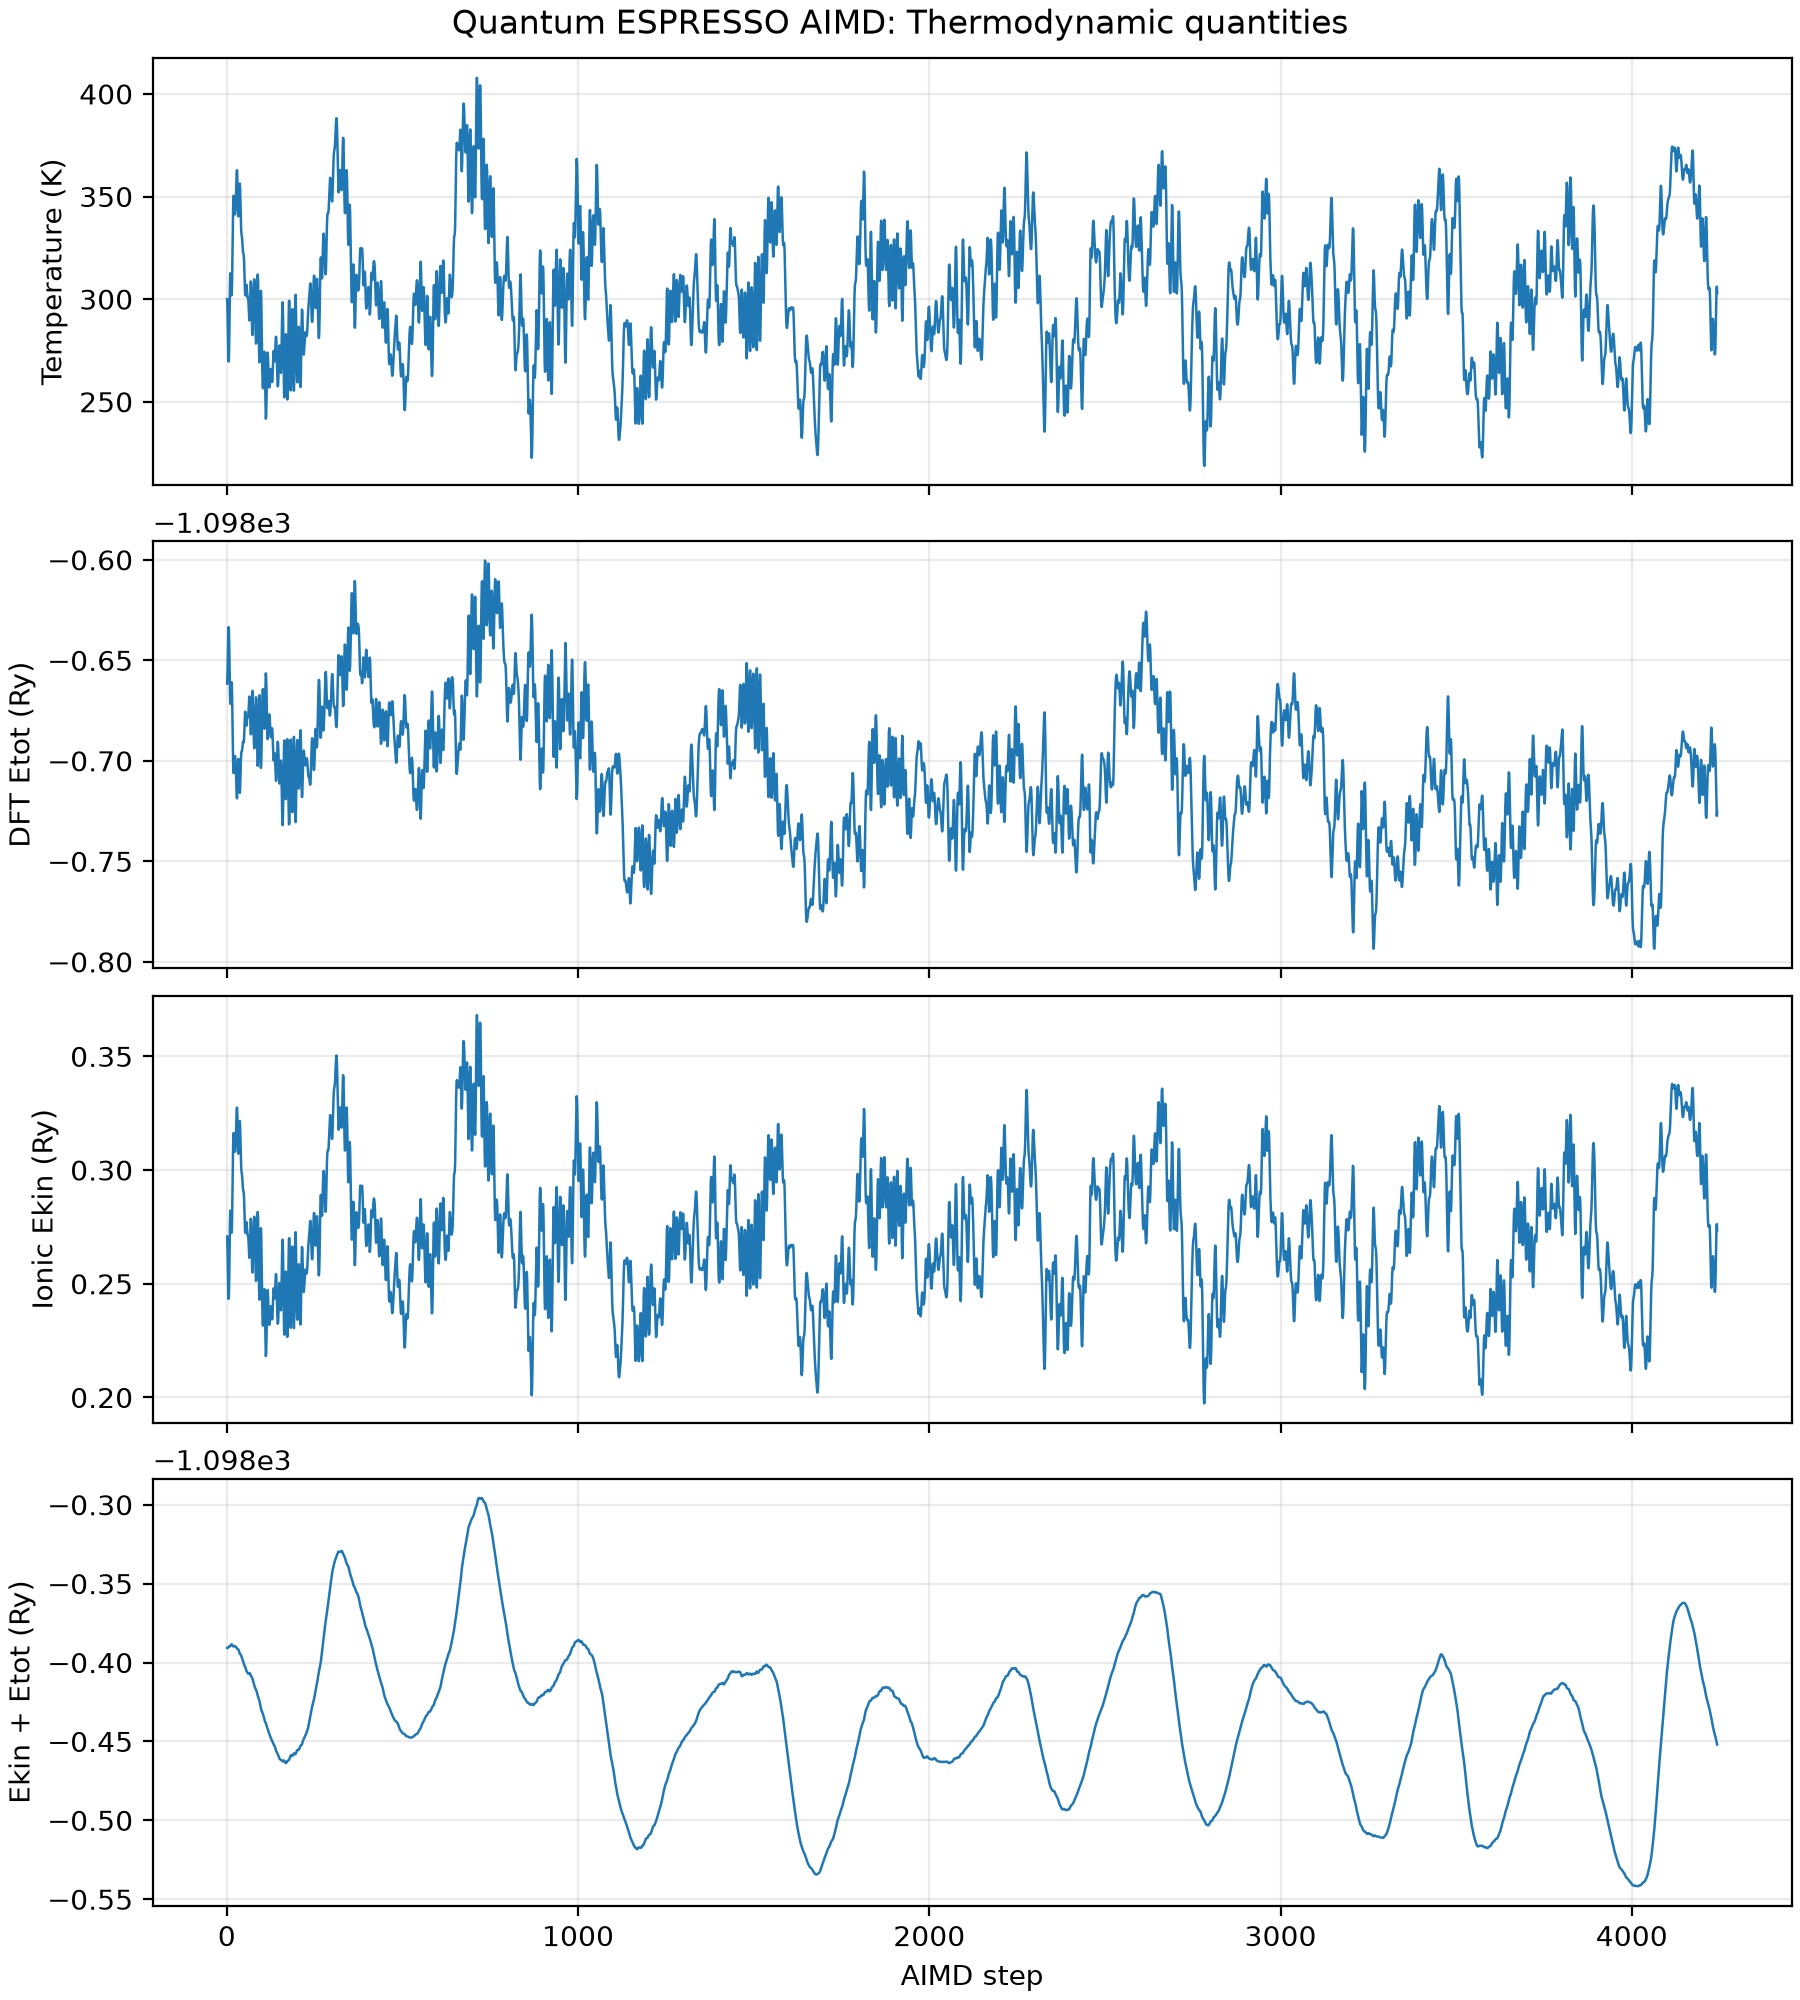 Quantum ESPRESSO AIMD: Thermodynamic quantities
Temperature (K)
400
350
300
250
−1.098e3
DFT Etot (Ry)
−0.60
−0.65
−0.70
−0.75
−0.80
Ionic Ekin (Ry)
0.35
0.30
0.25
0.20
−1.098e3
Ekin + Etot (Ry)
−0.30
−0.35
−0.40
−0.45
−0.50
−0.55
0 1000 2000 3000 4000
AIMD step